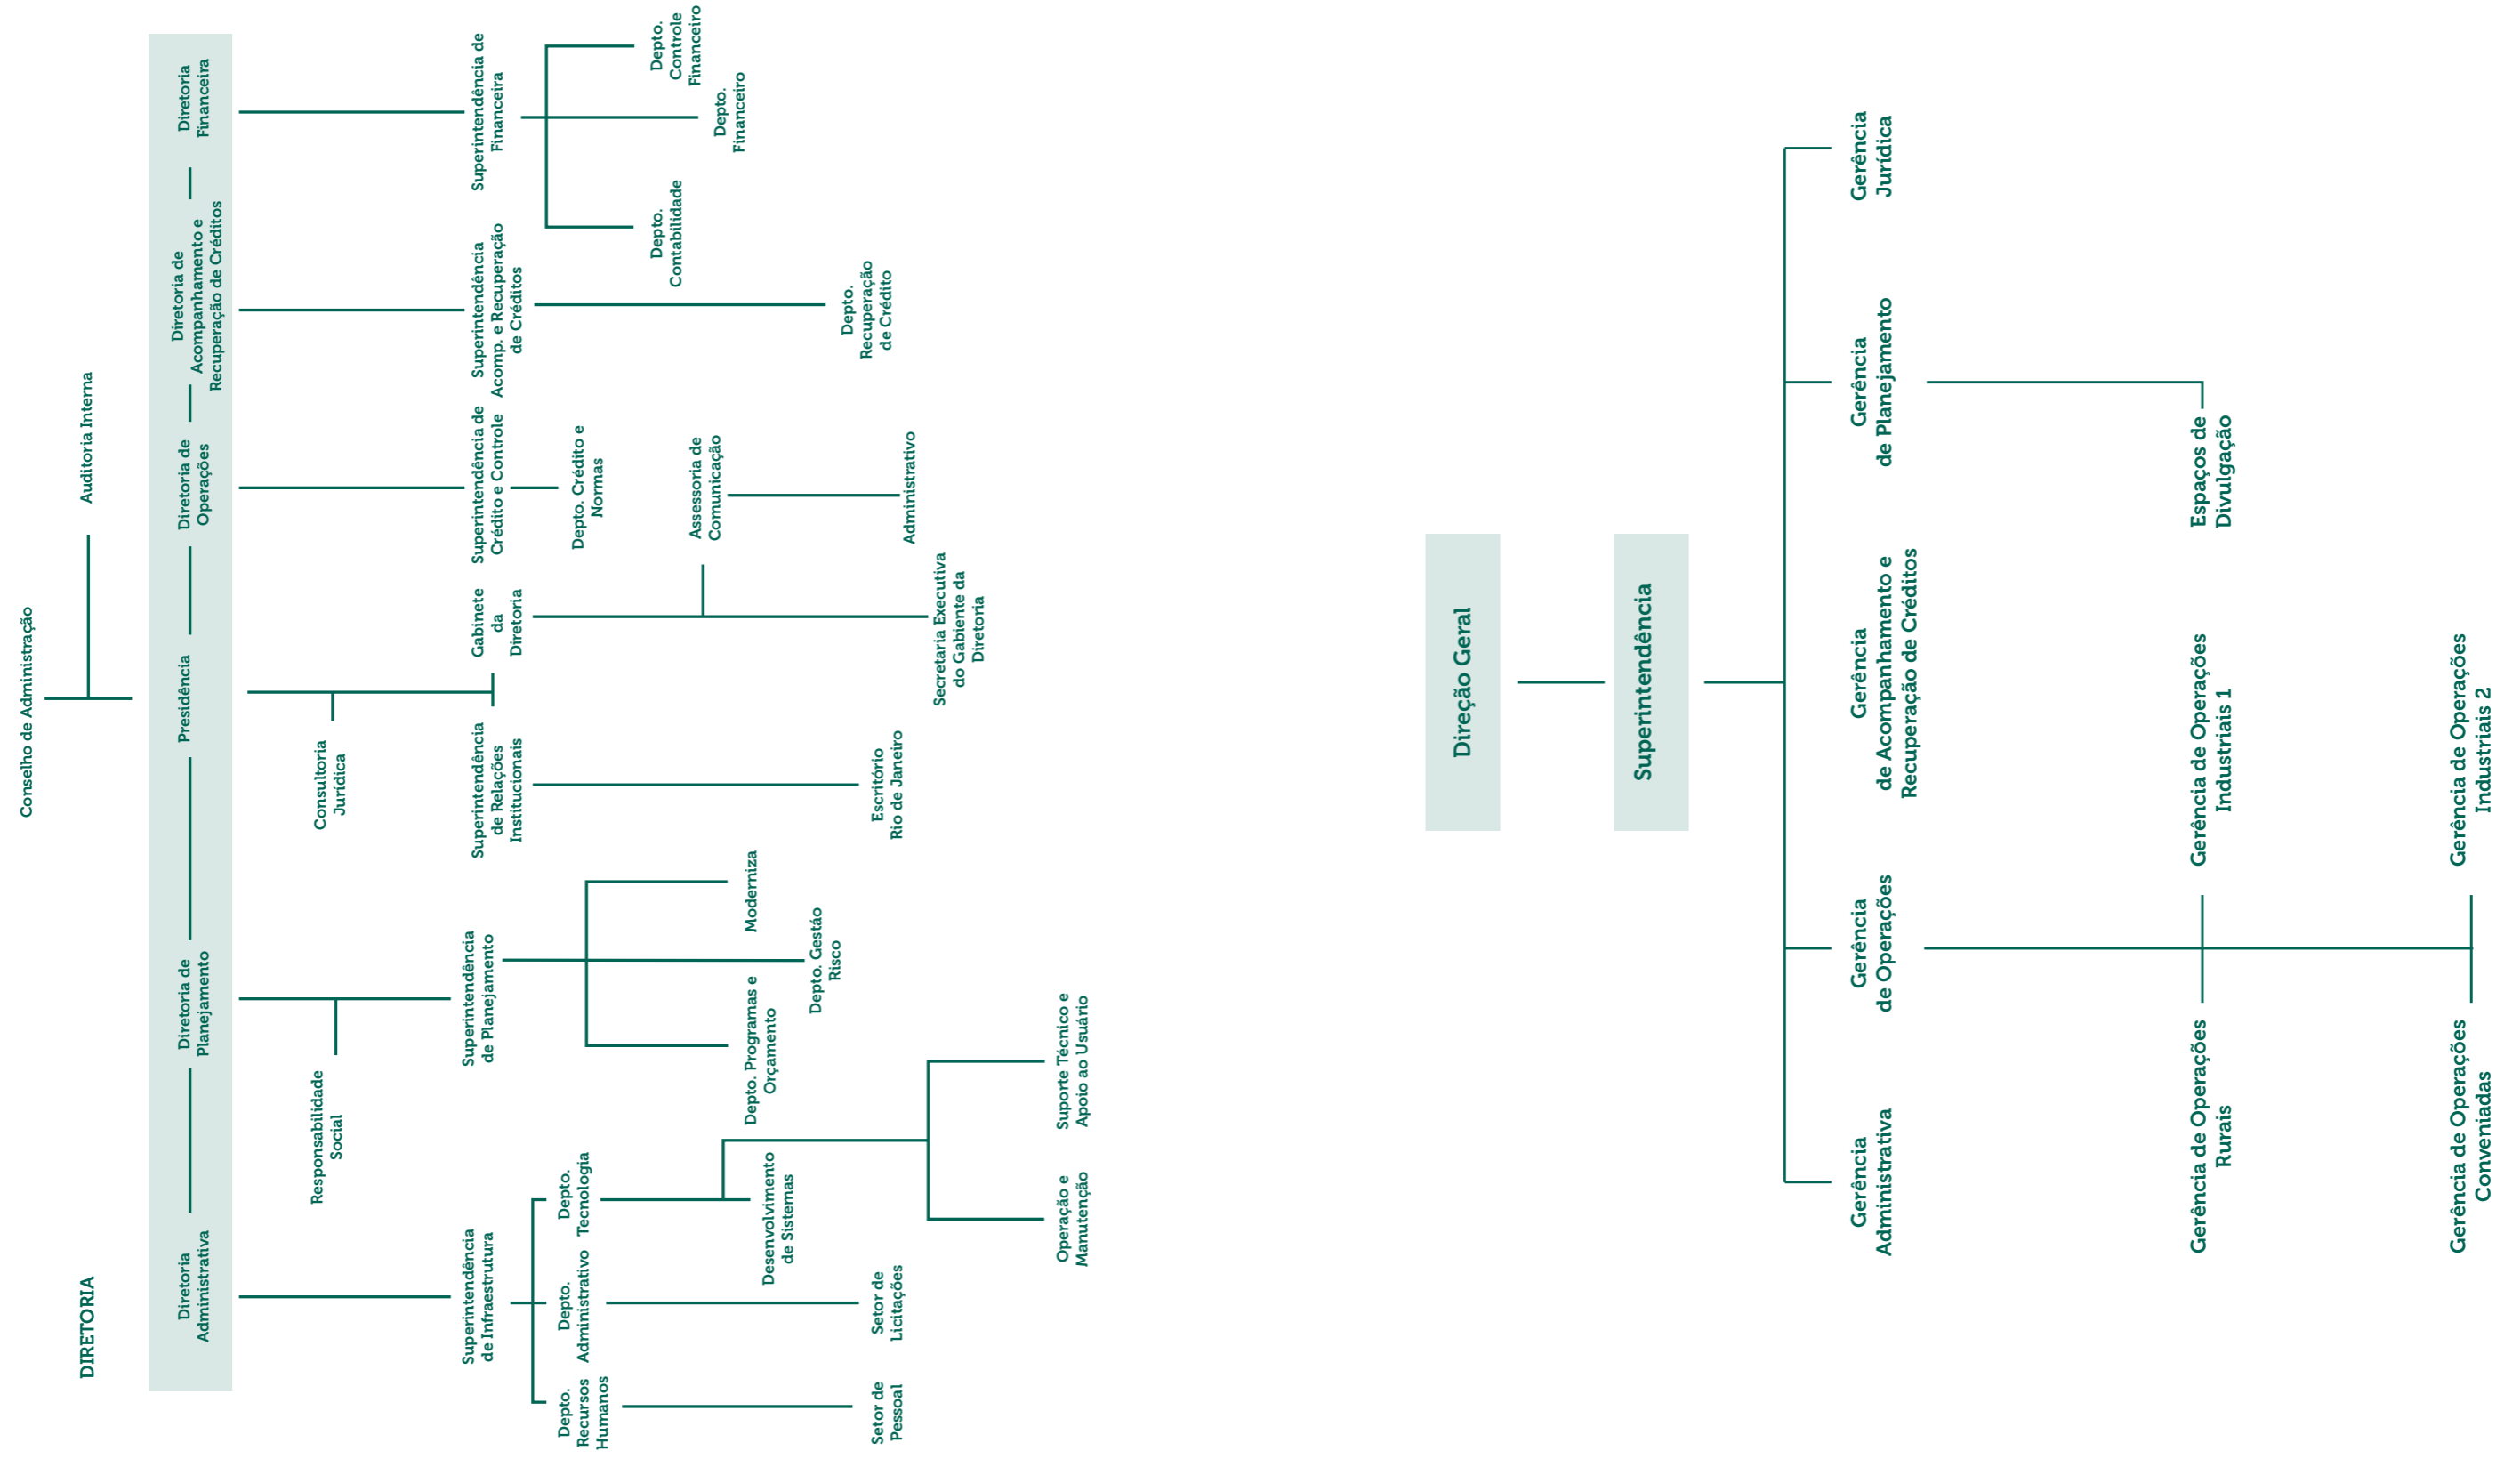 Conselho de Administração
Auditoria Interna
DIRETORIA
Diretoria
Administrativa
Diretoria de
Planejamento
Presidência
Diretoria de
Operações
Diretoria de
Acompanhamento e
Recuperação de Créditos
Diretoria
Financeira
Responsabilidade
Social
Consultoria
Jurídica
Superintendência
de Infraestrutura
Superintendência
de Planejamento
Superintendência
de Relações
Institucionais
Gabinete
da
Diretoria
Superintendência de
Crédito e Controle
Superintendência
Acomp. e Recuperação
de Créditos
Superintendência de
Financeira
Depto.
Recursos
Humanos
Depto.
Administrativo
Depto.
Tecnologia
Depto. Crédito e
Normas
Depto.
Contabilidade
Depto.
Controle
Financeiro
Depto.
Financeiro
Assessoria de
Comunicação
Depto. Programas e
Orçamento
Moderniza
Desenvolvimento
de Sistemas
Depto. Gestáo
Risco
Depto.
Recuperação
de Crédito
Setor de
Pessoal
Setor de
Licitações
Escritório
Rio de Janeiro
Administrativo
Secretaria Executiva
do Gabiente da
Diretoria
Operação e
Manutenção
Suporte Técnico e
Apoio ao Usuário
Direção Geral
Superintendência
Gerência
Administrativa
Gerência
de Operações
Gerência
de Acompanhamento e
Recuperação de Créditos
Gerência
de Planejamento
Gerência
Jurídica
Gerência de Operações
Rurais
Gerência de Operações
Industriais 1
Espaços de
Divulgação
Gerência de Operações
Conveniadas
Gerência de Operações
Industriais 2